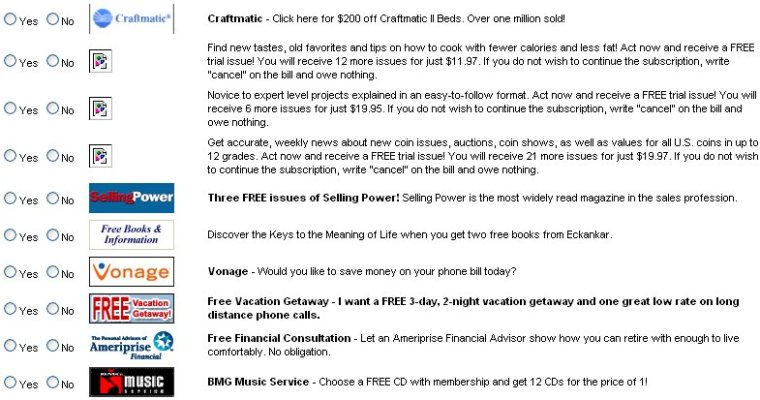 Yes No Craftmatic® Craftmatic - Click here for $200 off Craftmatic II Beds. Over one million sold!
Find new tastes, old favorites and tips on how to cook with fewer calories and less fat! Act now and receive a FREE
Yes No trial issue! You will receive 12 more issues for just $11.97. If you do not wish to continue the subscription, write
"cancel" on the bill and owe nothing.
Novice to expert level projects explained in an easy-to-follow format. Act now and receive a FREE trial issue! You will
Yes No receive 6 more issues for just $19.95. If you do not wish to continue the subscription, write "cancel" on the bill and
owe nothing.
Get accurate, weekly news about new coin issues, auctions, coin shows, as well as values for all U.S. coins in up to
Yes No 12 grades. Act now and receive a FREE trial issue! You will receive 21 more issues for just $19.97. If you do not wish
to continue the subscription, write "cancel" on the bill and owe nothing.
Yes No SellingPower Three FREE issues of Selling Power! Selling Power is the most widely read magazine in the sales profession.
Yes No Free Books &
Information Discover the Keys to the Meaning of Life when you get two free books from Eckankar.
Yes No Vonage Vonage - Would you like to save money on your phone bill today?
Yes No FREE Vacation
Getaway! Free Vacation Getaway - I want a FREE 3-day, 2-night vacation getaway and one great low rate on long
distance phone calls.
The Personal Advisors of
Yes No Ameriprise
Financial Free Financial Consultation - Let an Ameriprise Financial Advisor show how you can retire with enough to live
comfortably. No obligation.
Yes No MUSIC
SERVICE BMG Music Service - Choose a FREE CD with membership and get 12 CDs for the price of 1!